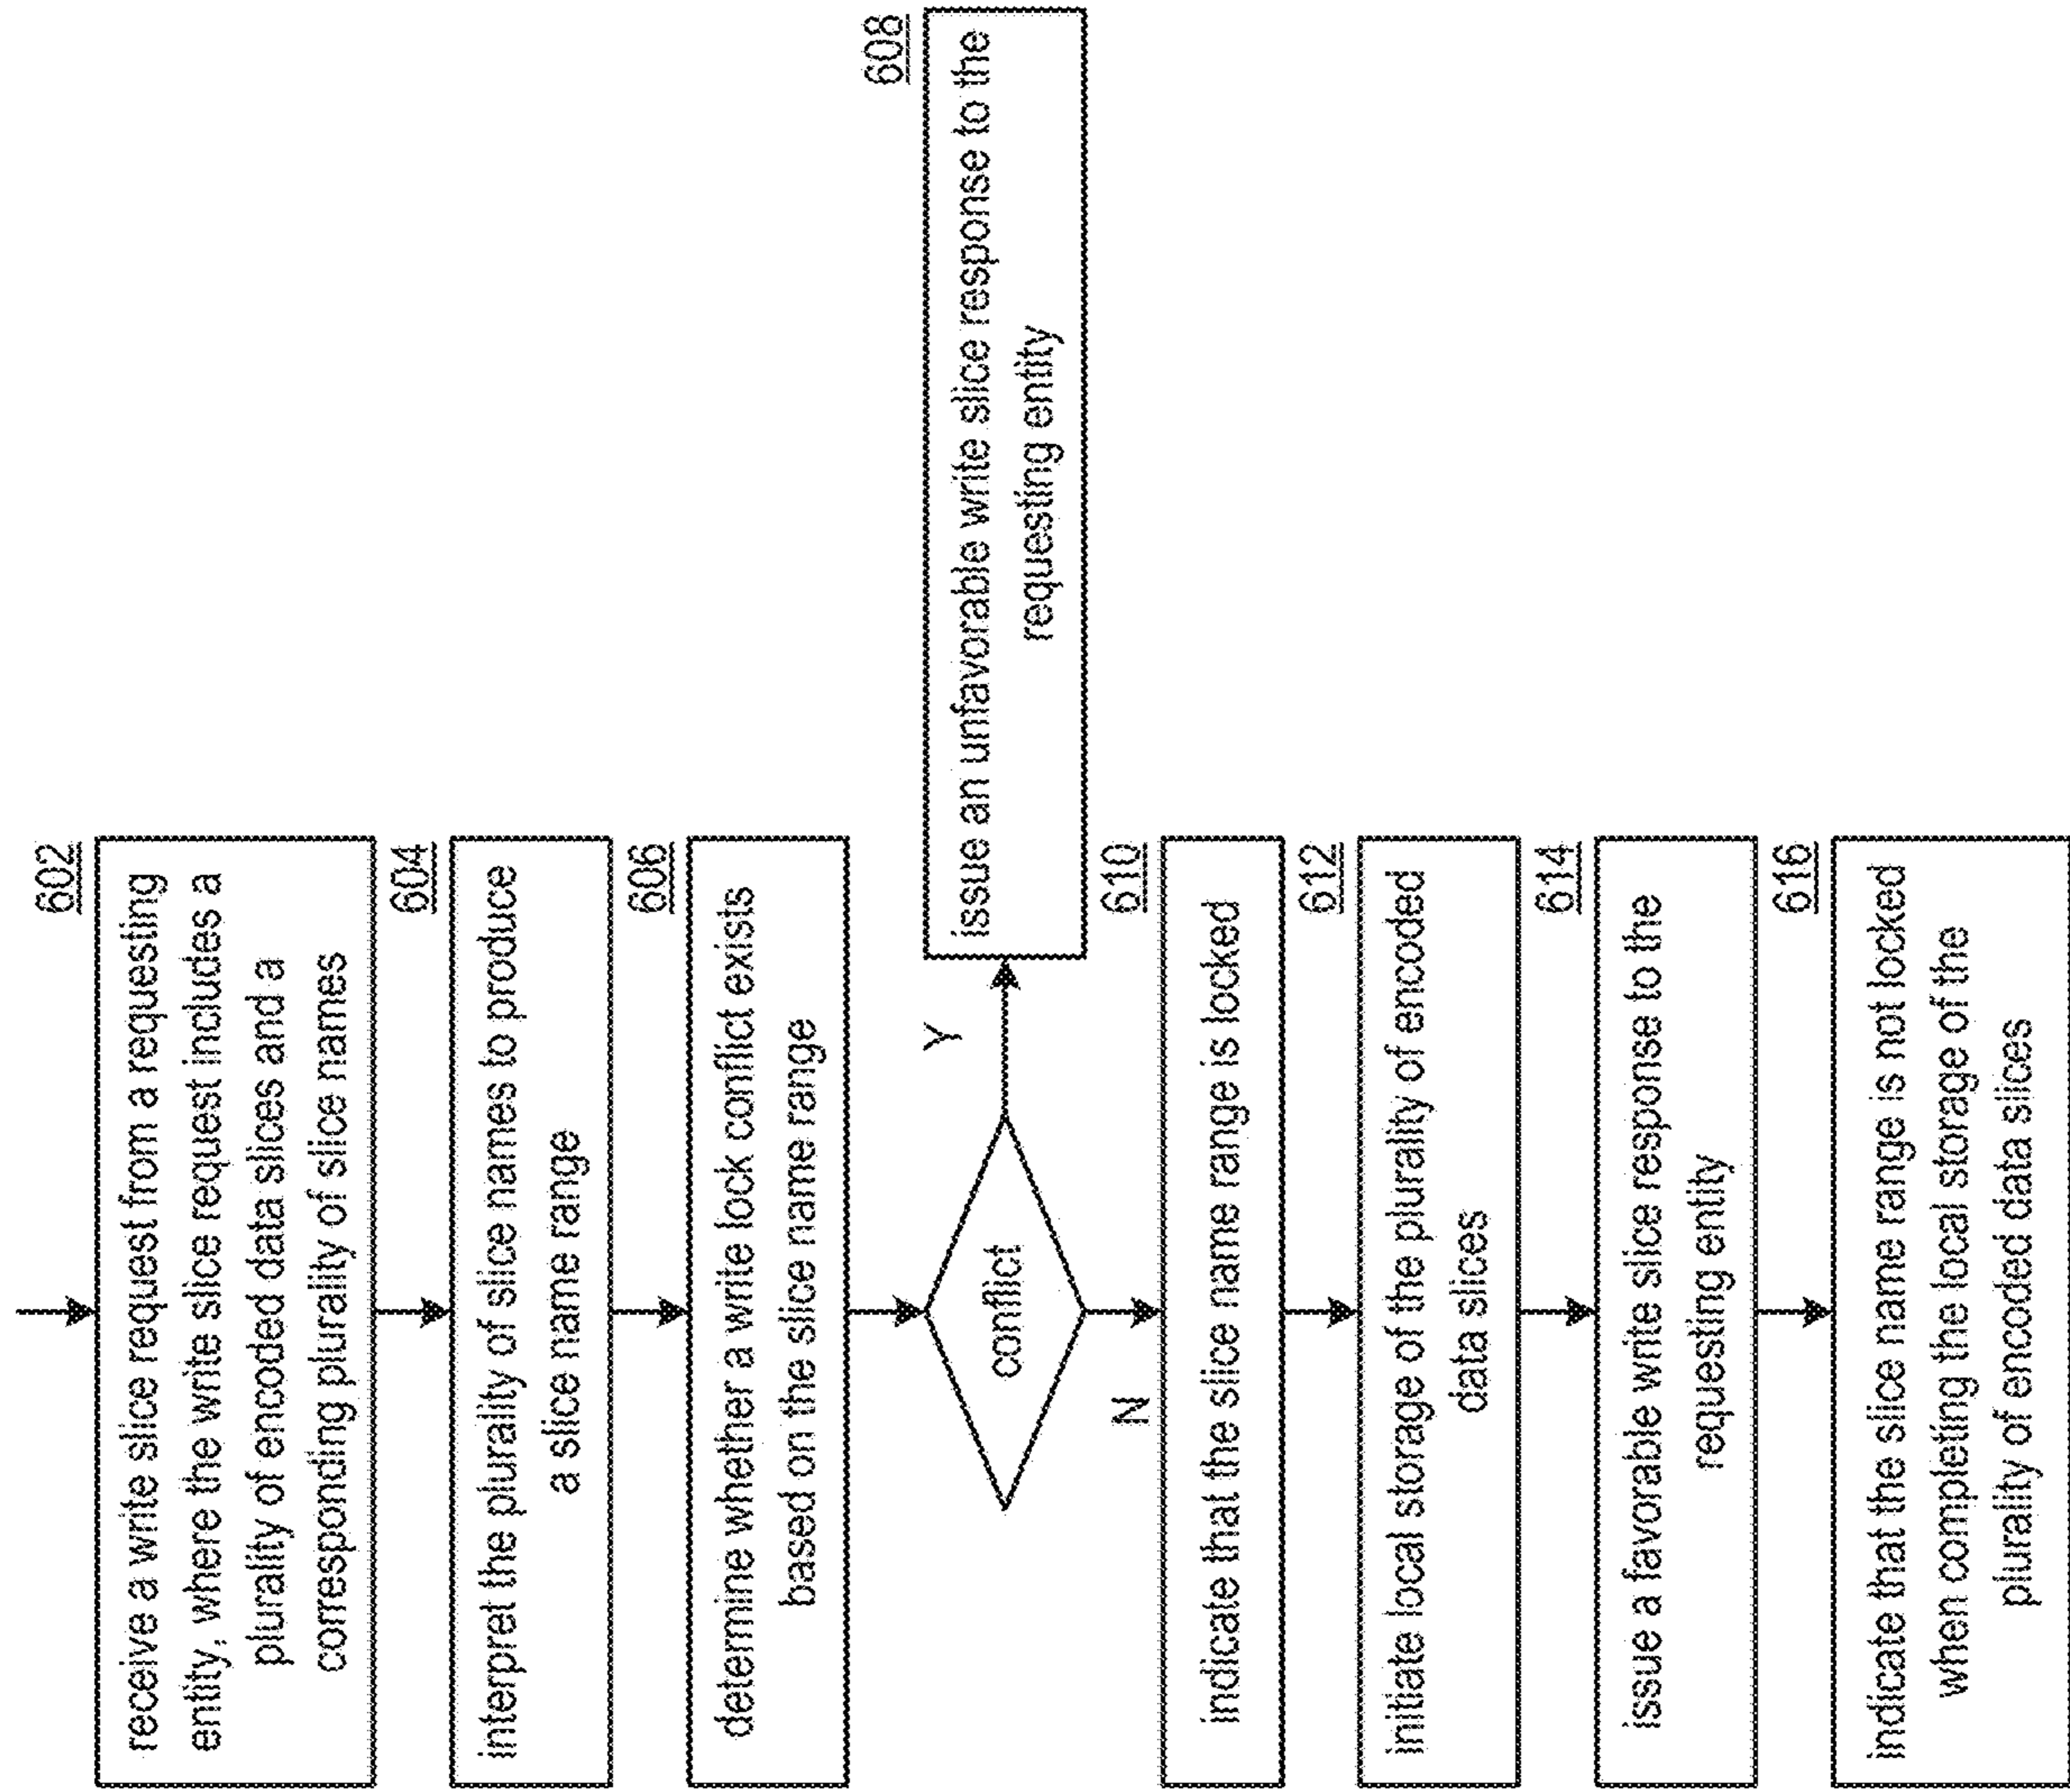 602
receive a write slice request from a requesting
entity, where the write slice request includes a
plurality of encoded data slices and a
corresponding plurality of slice names
604
interpret the plurality of slice names to produce
a slice name range
606
determine whether a write lock conflict exists
based on the slice name range
conflict
Y
608
issue an unfavorable write slice response to the
requesting entity
N
610
indicate that the slice name range is locked
612
initiate local storage of the plurality of encoded
data slices
614
issue a favorable write slice response to the
requesting entity
616
indicate that the slice name range is not locked
when completing the local storage of the
plurality of encoded data slices